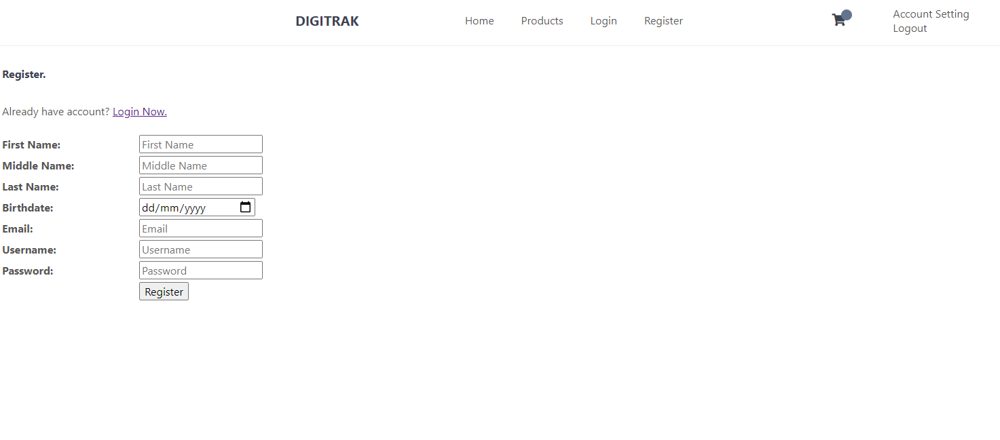 DIGITRAK Home Products Login Register Account Setting
Logout
Register.
Already have account? Login Now.
First Name: First Name
Middle Name: Middle Name
Last Name: Last Name
Birthdate: dd/mm/yyyy
Email: Email
Username: Username
Password: Password
Register